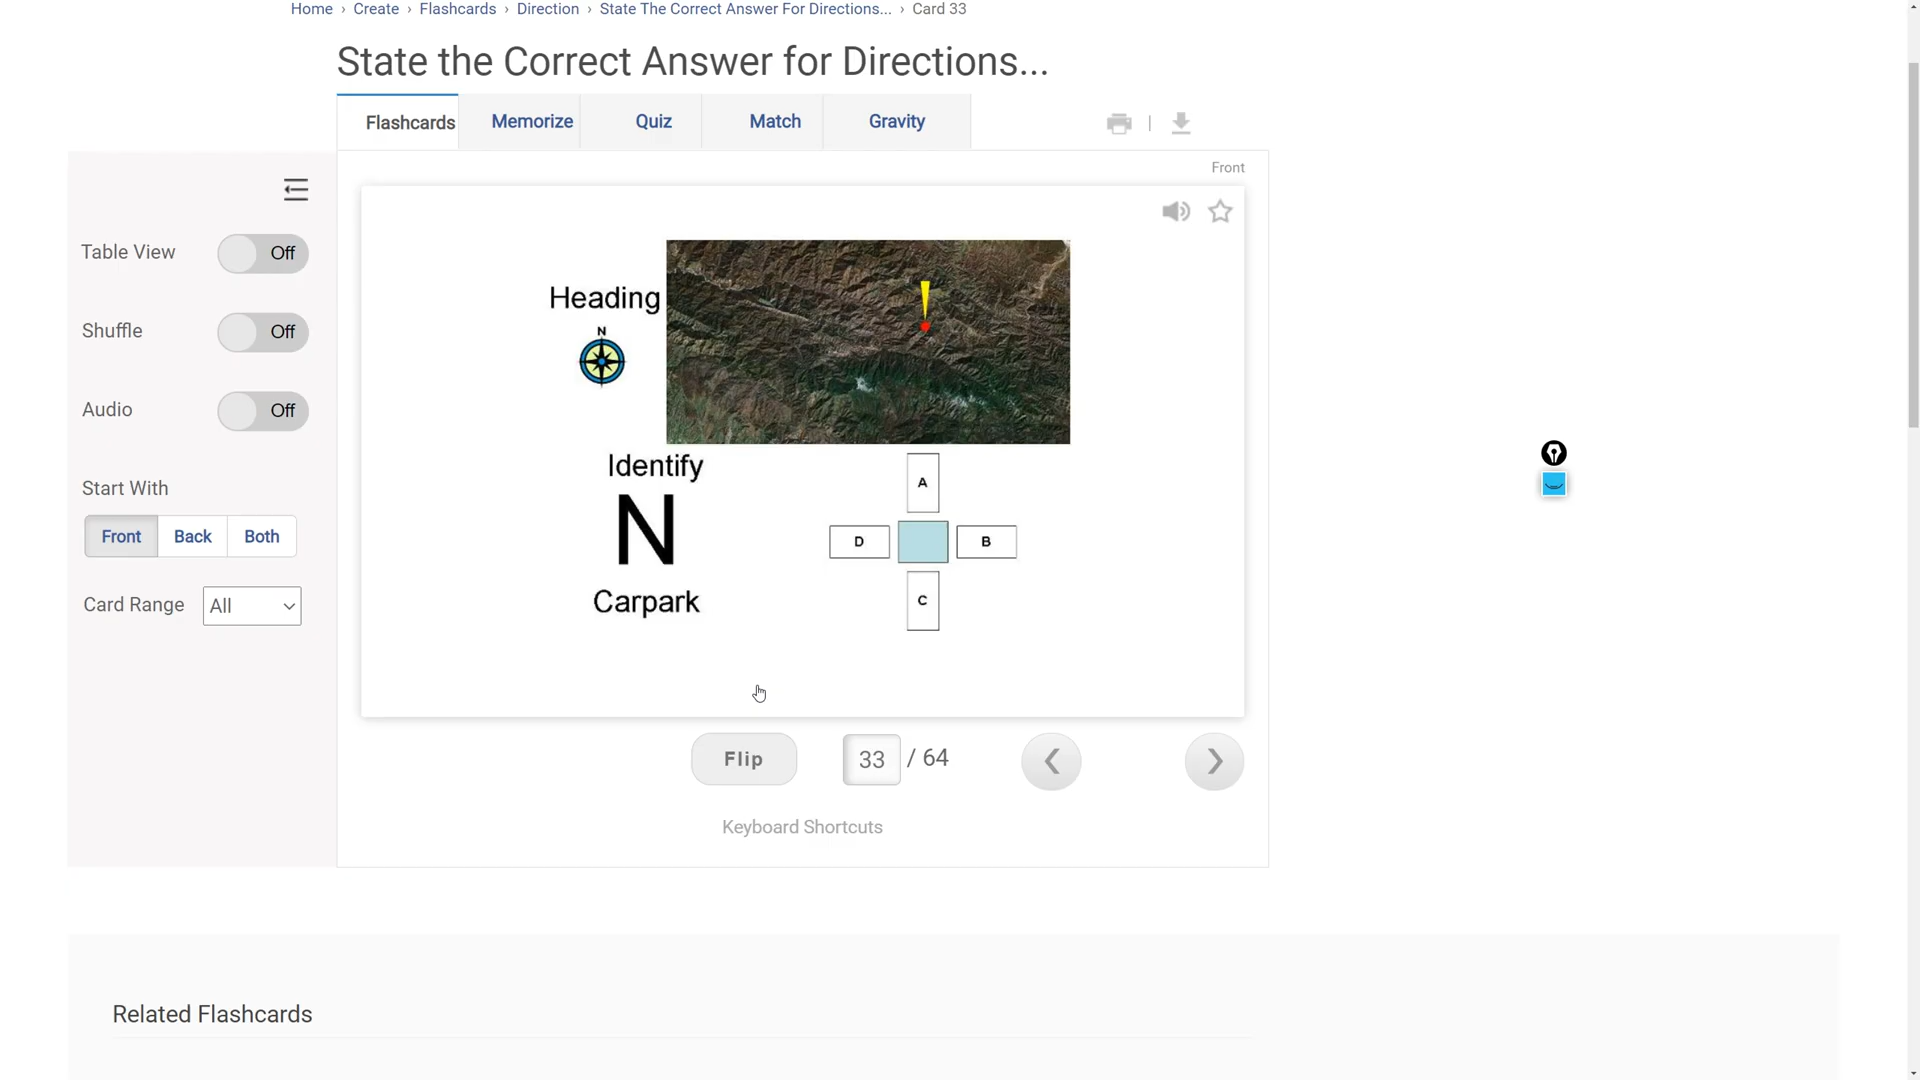 Home › Create › Flashcards › Direction › State The Correct Answer For Directions... › Card 33
State the Correct Answer for Directions...
Flashcards Memorize Quiz Match Gravity
Front
Table View Off
Shuffle Off
Audio Off
Start With
Front Back Both
Card Range All
Heading
N
Identify
N
Carpark
A
D B
C
Flip 33 / 64
Keyboard Shortcuts
Related Flashcards